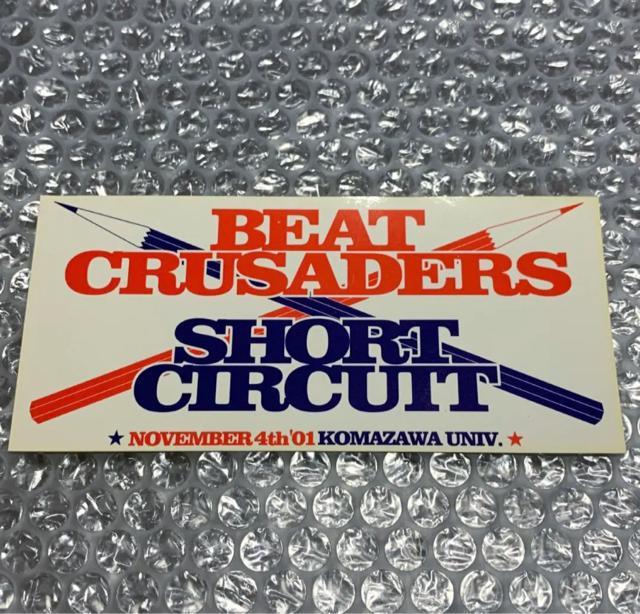 BEAT
CRUSADERS
SHORT
CIRCUIT
★ NOVEMBER 4th '01 KOMAZAWA UNIV. ★